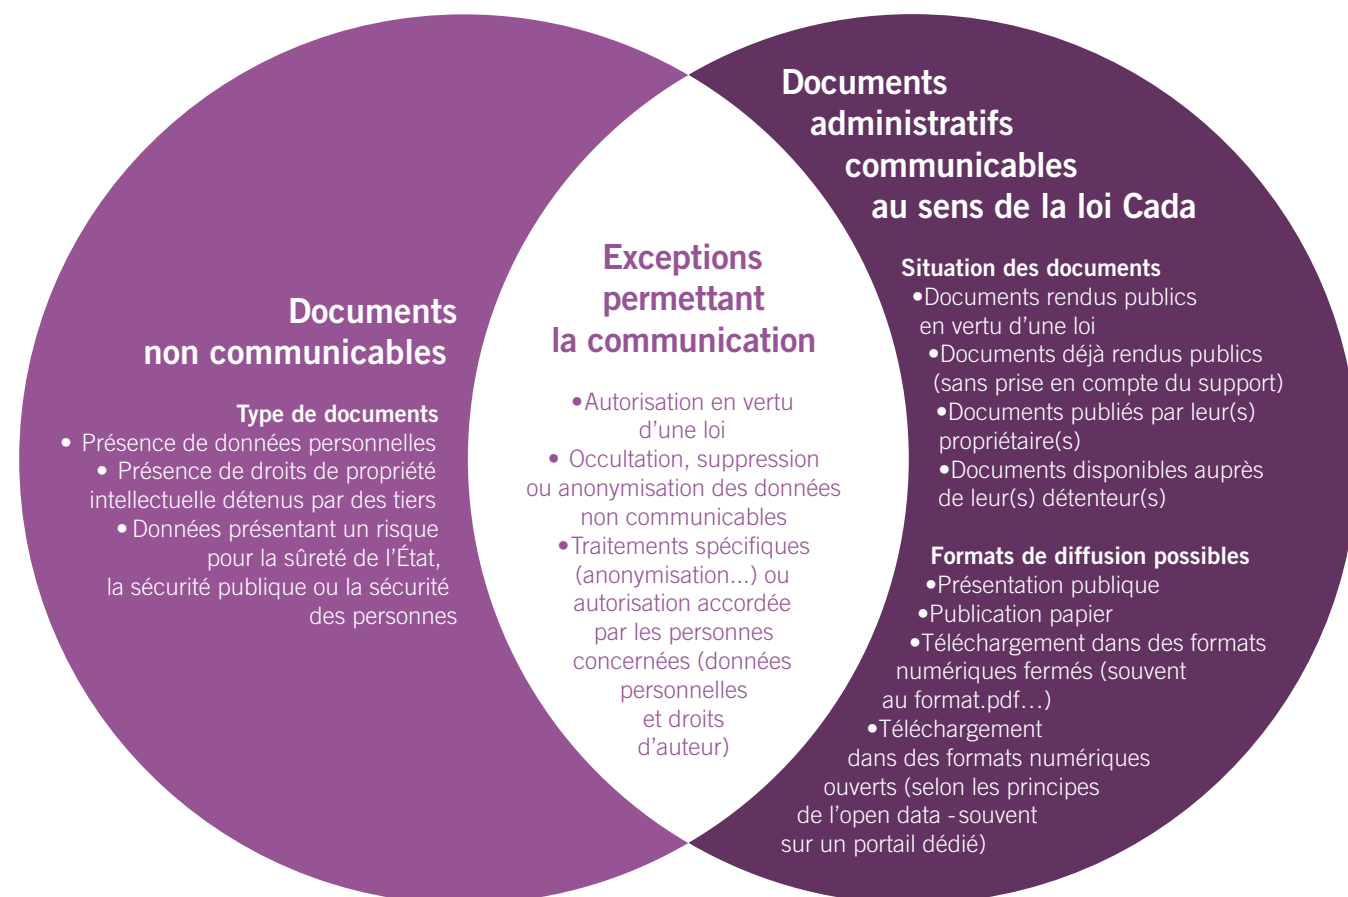 Documents
non communicables
Type de documents
• Présence de données personnelles
• Présence de droits de propriété
intellectuelle détenus par des tiers
• Données présentant un risque
pour la sûreté de l’État,
la sécurité publique ou la sécurité
des personnes
Exceptions
permettant
la communication
•Autorisation en vertu
d’une loi
• Occultation, suppression
ou anonymisation des données
non communicables
•Traitements spécifiques
(anonymisation...) ou
autorisation accordée
par les personnes
concernées (données
personnelles
et droits
d’auteur)
Documents
administratifs
communicables
au sens de la loi Cada
Situation des documents
•Documents rendus publics
en vertu d’une loi
•Documents déjà rendus publics
(sans prise en compte du support)
•Documents publiés par leur(s)
propriétaire(s)
•Documents disponibles auprès
de leur(s) détenteur(s)
Formats de diffusion possibles
•Présentation publique
•Publication papier
•Téléchargement dans des formats
numériques fermés (souvent
au format.pdf...)
•Téléchargement
dans des formats numériques
ouverts (selon les principes
de l’open data - souvent
sur un portail dédié)